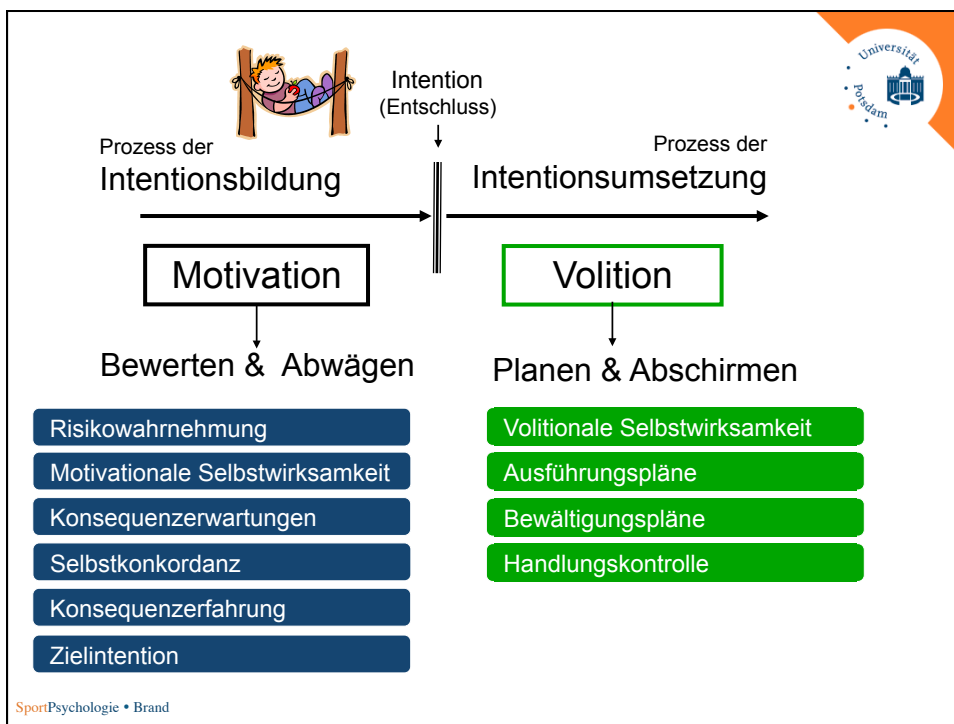 Universität
Potsdam
Intention
(Entschluss)
Prozess der
Intentionsbildung
Prozess der
Intentionsumsetzung
Motivation
Volition
Bewerten & Abwägen
Planen & Abschirmen
Risikowahrnehmung
Motivationale Selbstwirksamkeit
Konsequenzerwartungen
Selbstkonkordanz
Konsequenzerfahrung
Zielintention
Volitionale Selbstwirksamkeit
Ausführungspläne
Bewältigungspläne
Handlungskontrolle
SportPsychologie • Brand